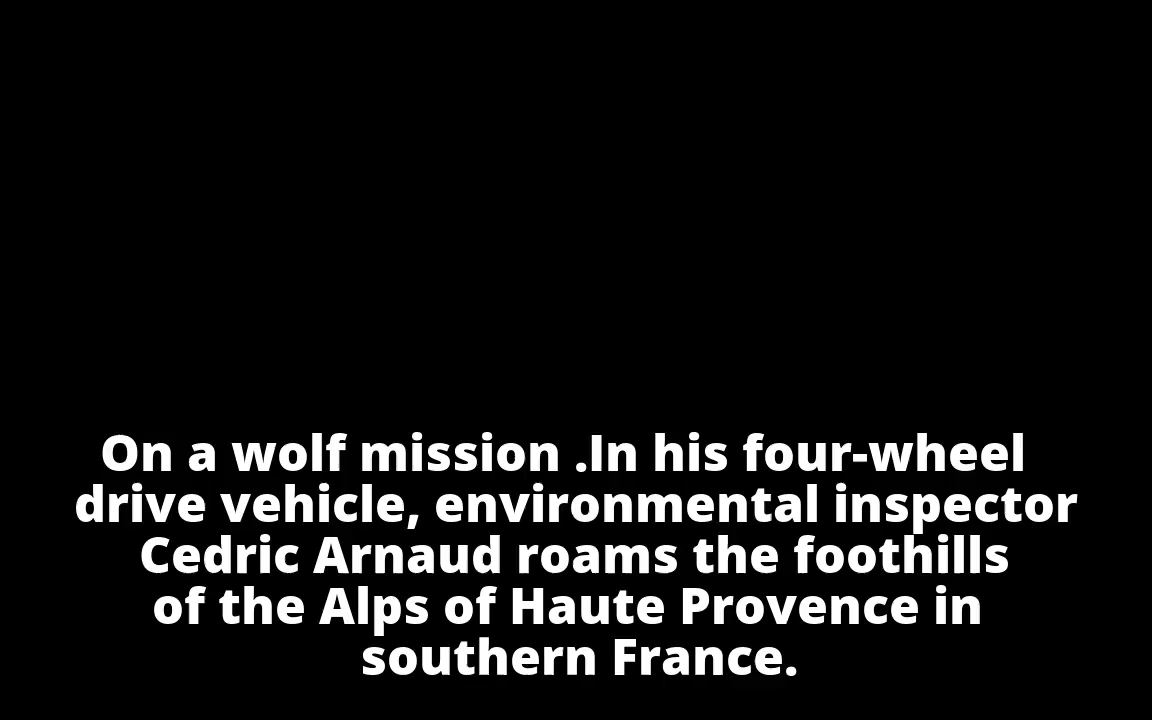 On a wolf mission .In his four-wheel
drive vehicle, environmental inspector
Cedric Arnaud roams the foothills
of the Alps of Haute Provence in
southern France.